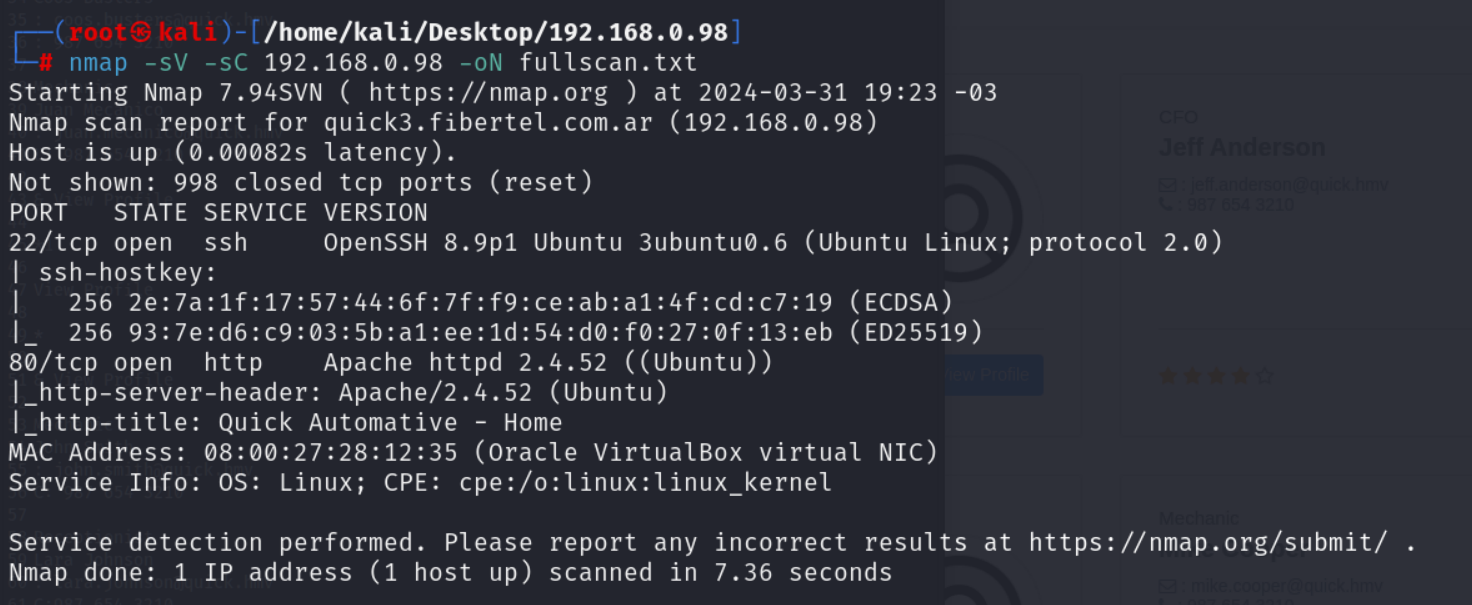 ┌──(root㉿kali)-[/home/kali/Desktop/192.168.0.98]
└─# nmap -sV -sC 192.168.0.98 -oN fullscan.txt
Starting Nmap 7.94SVN ( https://nmap.org ) at 2024-03-31 19:23 -03
Nmap scan report for quick3.fibertel.com.ar (192.168.0.98)
Host is up (0.00082s latency).
Not shown: 998 closed tcp ports (reset)
PORT   STATE SERVICE VERSION
22/tcp open  ssh     OpenSSH 8.9p1 Ubuntu 3ubuntu0.6 (Ubuntu Linux; protocol 2.0)
| ssh-hostkey:
|   256 2e:7a:1f:17:57:44:6f:7f:f9:ce:ab:a1:4f:cd:c7:19 (ECDSA)
|_  256 93:7e:d6:c9:03:5b:a1:ee:1d:54:d0:f0:27:0f:13:eb (ED25519)
80/tcp open  http    Apache httpd 2.4.52 ((Ubuntu))
|_http-server-header: Apache/2.4.52 (Ubuntu)
|_http-title: Quick Automative - Home
MAC Address: 08:00:27:28:12:35 (Oracle VirtualBox virtual NIC)
Service Info: OS: Linux; CPE: cpe:/o:linux:linux_kernel
Service detection performed. Please report any incorrect results at https://nmap.org/submit/ .
Nmap done: 1 IP address (1 host up) scanned in 7.36 seconds
CFO
Jeff Anderson
: jeff.anderson@quick.hmv
: 987 654 3210
View Profile
Mechanic
: mike.cooper@quick.hmv